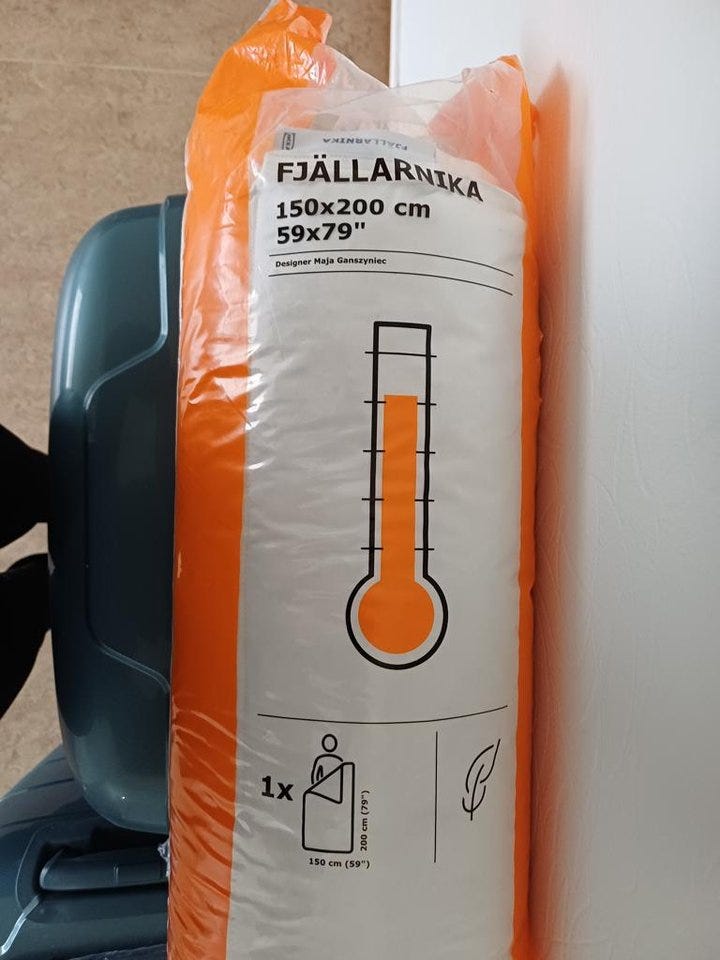 FJÄLLARNIKA
FJÄLLARNIKA
150x200 cm
59x79"
Designer Maja Ganszyniec
1x
200 cm (79")
150 cm (59")